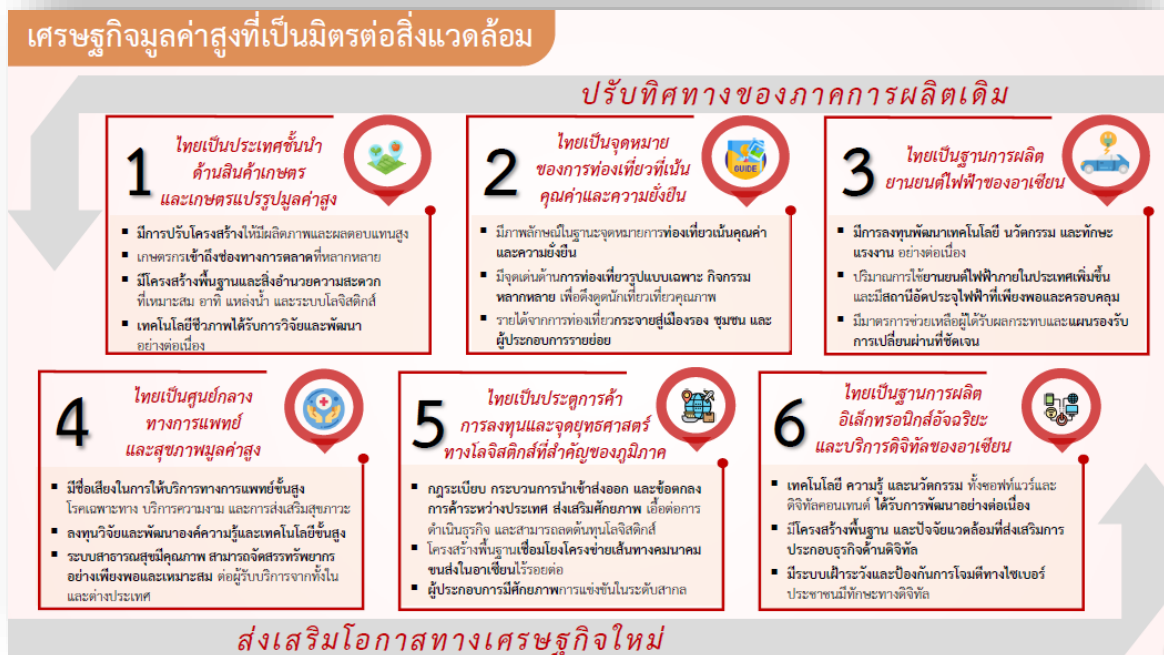 เศรษฐกิจมูลค่าสูงที่เป็นมิตรต่อสิ่งแวดล้อม
ปรับทิศทางของภาคการผลิตเดิม
1
ไทยเป็นประเทศชั้นนำ
ด้านสินค้าเกษตร
และเกษตรแปรรูปมูลค่าสูง
▪ มีการปรับโครงสร้างให้มีผลิตภาพและผลตอบแทนสูง
▪ เกษตรกรเข้าถึงช่องทางการตลาดที่หลากหลาย
▪ มีโครงสร้างพื้นฐานและสิ่งอำนวยความสะดวก
ที่เหมาะสม อาทิ แหล่งน้ำ และระบบโลจิสติกส์
▪ เทคโนโลยีชีวภาพได้รับการวิจัยและพัฒนา
อย่างต่อเนื่อง
2
ไทยเป็นจุดหมาย
ของการท่องเที่ยวที่เน้น
คุณค่าและความยั่งยืน
GUIDE
▪ มีภาพลักษณ์ในฐานะจุดหมายการท่องเที่ยวเน้นคุณค่า
และความยั่งยืน
▪ มีจุดเด่นด้านการท่องเที่ยวรูปแบบเฉพาะ กิจกรรม
หลากหลาย เพื่อดึงดูดนักเที่ยวเที่ยวคุณภาพ
▪ รายได้จากการท่องเที่ยวกระจายสู่เมืองรอง ชุมชน และ
ผู้ประกอบการรายย่อย
3
ไทยเป็นฐานการผลิต
ยานยนต์ไฟฟ้าของอาเซียน
▪ มีการลงทุนพัฒนาเทคโนโลยี นวัตกรรม และทักษะ
แรงงาน อย่างต่อเนื่อง
▪ ปริมาณการใช้ยานยนต์ไฟฟ้าภายในประเทศเพิ่มขึ้น
และมีสถานีอัดประจุไฟฟ้าที่เพียงพอและครอบคลุม
▪ มีมาตรการช่วยเหลือผู้ได้รับผลกระทบและแผนรองรับ
การเปลี่ยนผ่านที่ชัดเจน
4
ไทยเป็นศูนย์กลาง
ทางการแพทย์
และสุขภาพมูลค่าสูง
▪ มีชื่อเสียงในการให้บริการทางการแพทย์ขั้นสูง
โรคเฉพาะทาง บริการความงาม และการส่งเสริมสุขภาวะ
▪ ลงทุนวิจัยและพัฒนาองค์ความรู้และเทคโนโลยีขั้นสูง
▪ ระบบสาธารณสุขมีคุณภาพ สามารถจัดสรรทรัพยากร
อย่างเพียงพอและเหมาะสม ต่อผู้รับบริการจากทั้งใน
และต่างประเทศ
5
ไทยเป็นประตูการค้า
การลงทุนและจุดยุทธศาสตร์
ทางโลจิสติกส์ที่สำคัญของภูมิภาค
▪ กฎระเบียบ กระบวนการนำเข้าส่งออก และข้อตกลง
การค้าระหว่างประเทศ ส่งเสริมศักยภาพ เอื้อต่อการ
ดำเนินธุรกิจ และสามารถลดต้นทุนโลจิสติกส์
▪ โครงสร้างพื้นฐานเชื่อมโยงโครงข่ายเส้นทางคมนาคม
ขนส่งในอาเซียนไร้รอยต่อ
▪ ผู้ประกอบการมีศักยภาพการแข่งขันในระดับสากล
6
ไทยเป็นฐานการผลิต
อิเล็กทรอนิกส์อัจฉริยะ
และบริการดิจิทัลของอาเซียน
▪ เทคโนโลยี ความรู้ และนวัตกรรม ทั้งซอฟท์แวร์และ
ดิจิทัลคอนเทนต์ ได้รับการพัฒนาอย่างต่อเนื่อง
▪ มีโครงสร้างพื้นฐาน และปัจจัยแวดล้อมที่ส่งเสริมการ
ประกอบธุรกิจด้านดิจิทัล
▪ มีระบบเฝ้าระวังและป้องกันการโจมตีทางไซเบอร์
ประชาชนมีทักษะทางดิจิทัล
ส่งเสริมโอกาสทางเศรษฐกิจใหม่